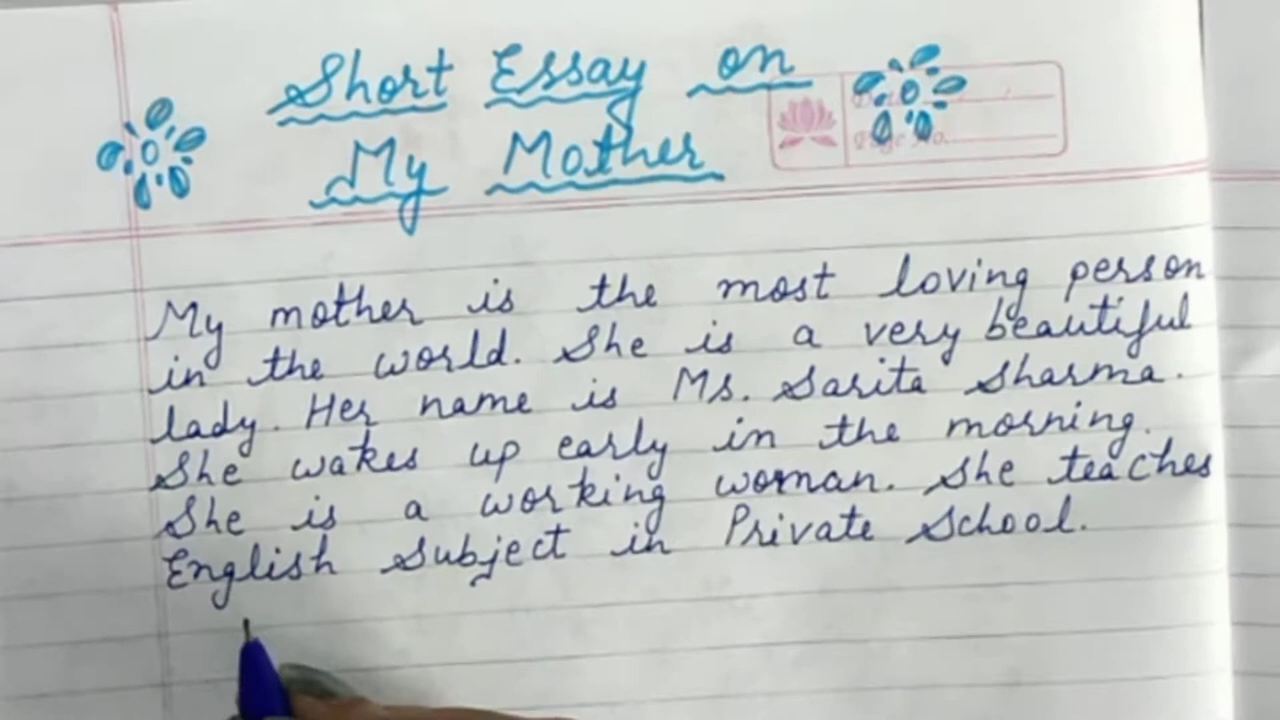 Short Essay on
My Mother
Page No.
My mother is the most loving person
in the world. She is a very beautiful
lady. Her name is Ms. Sarita Sharma.
She wakes up early in the morning.
She is a working woman. She teaches
English Subject in Private School.